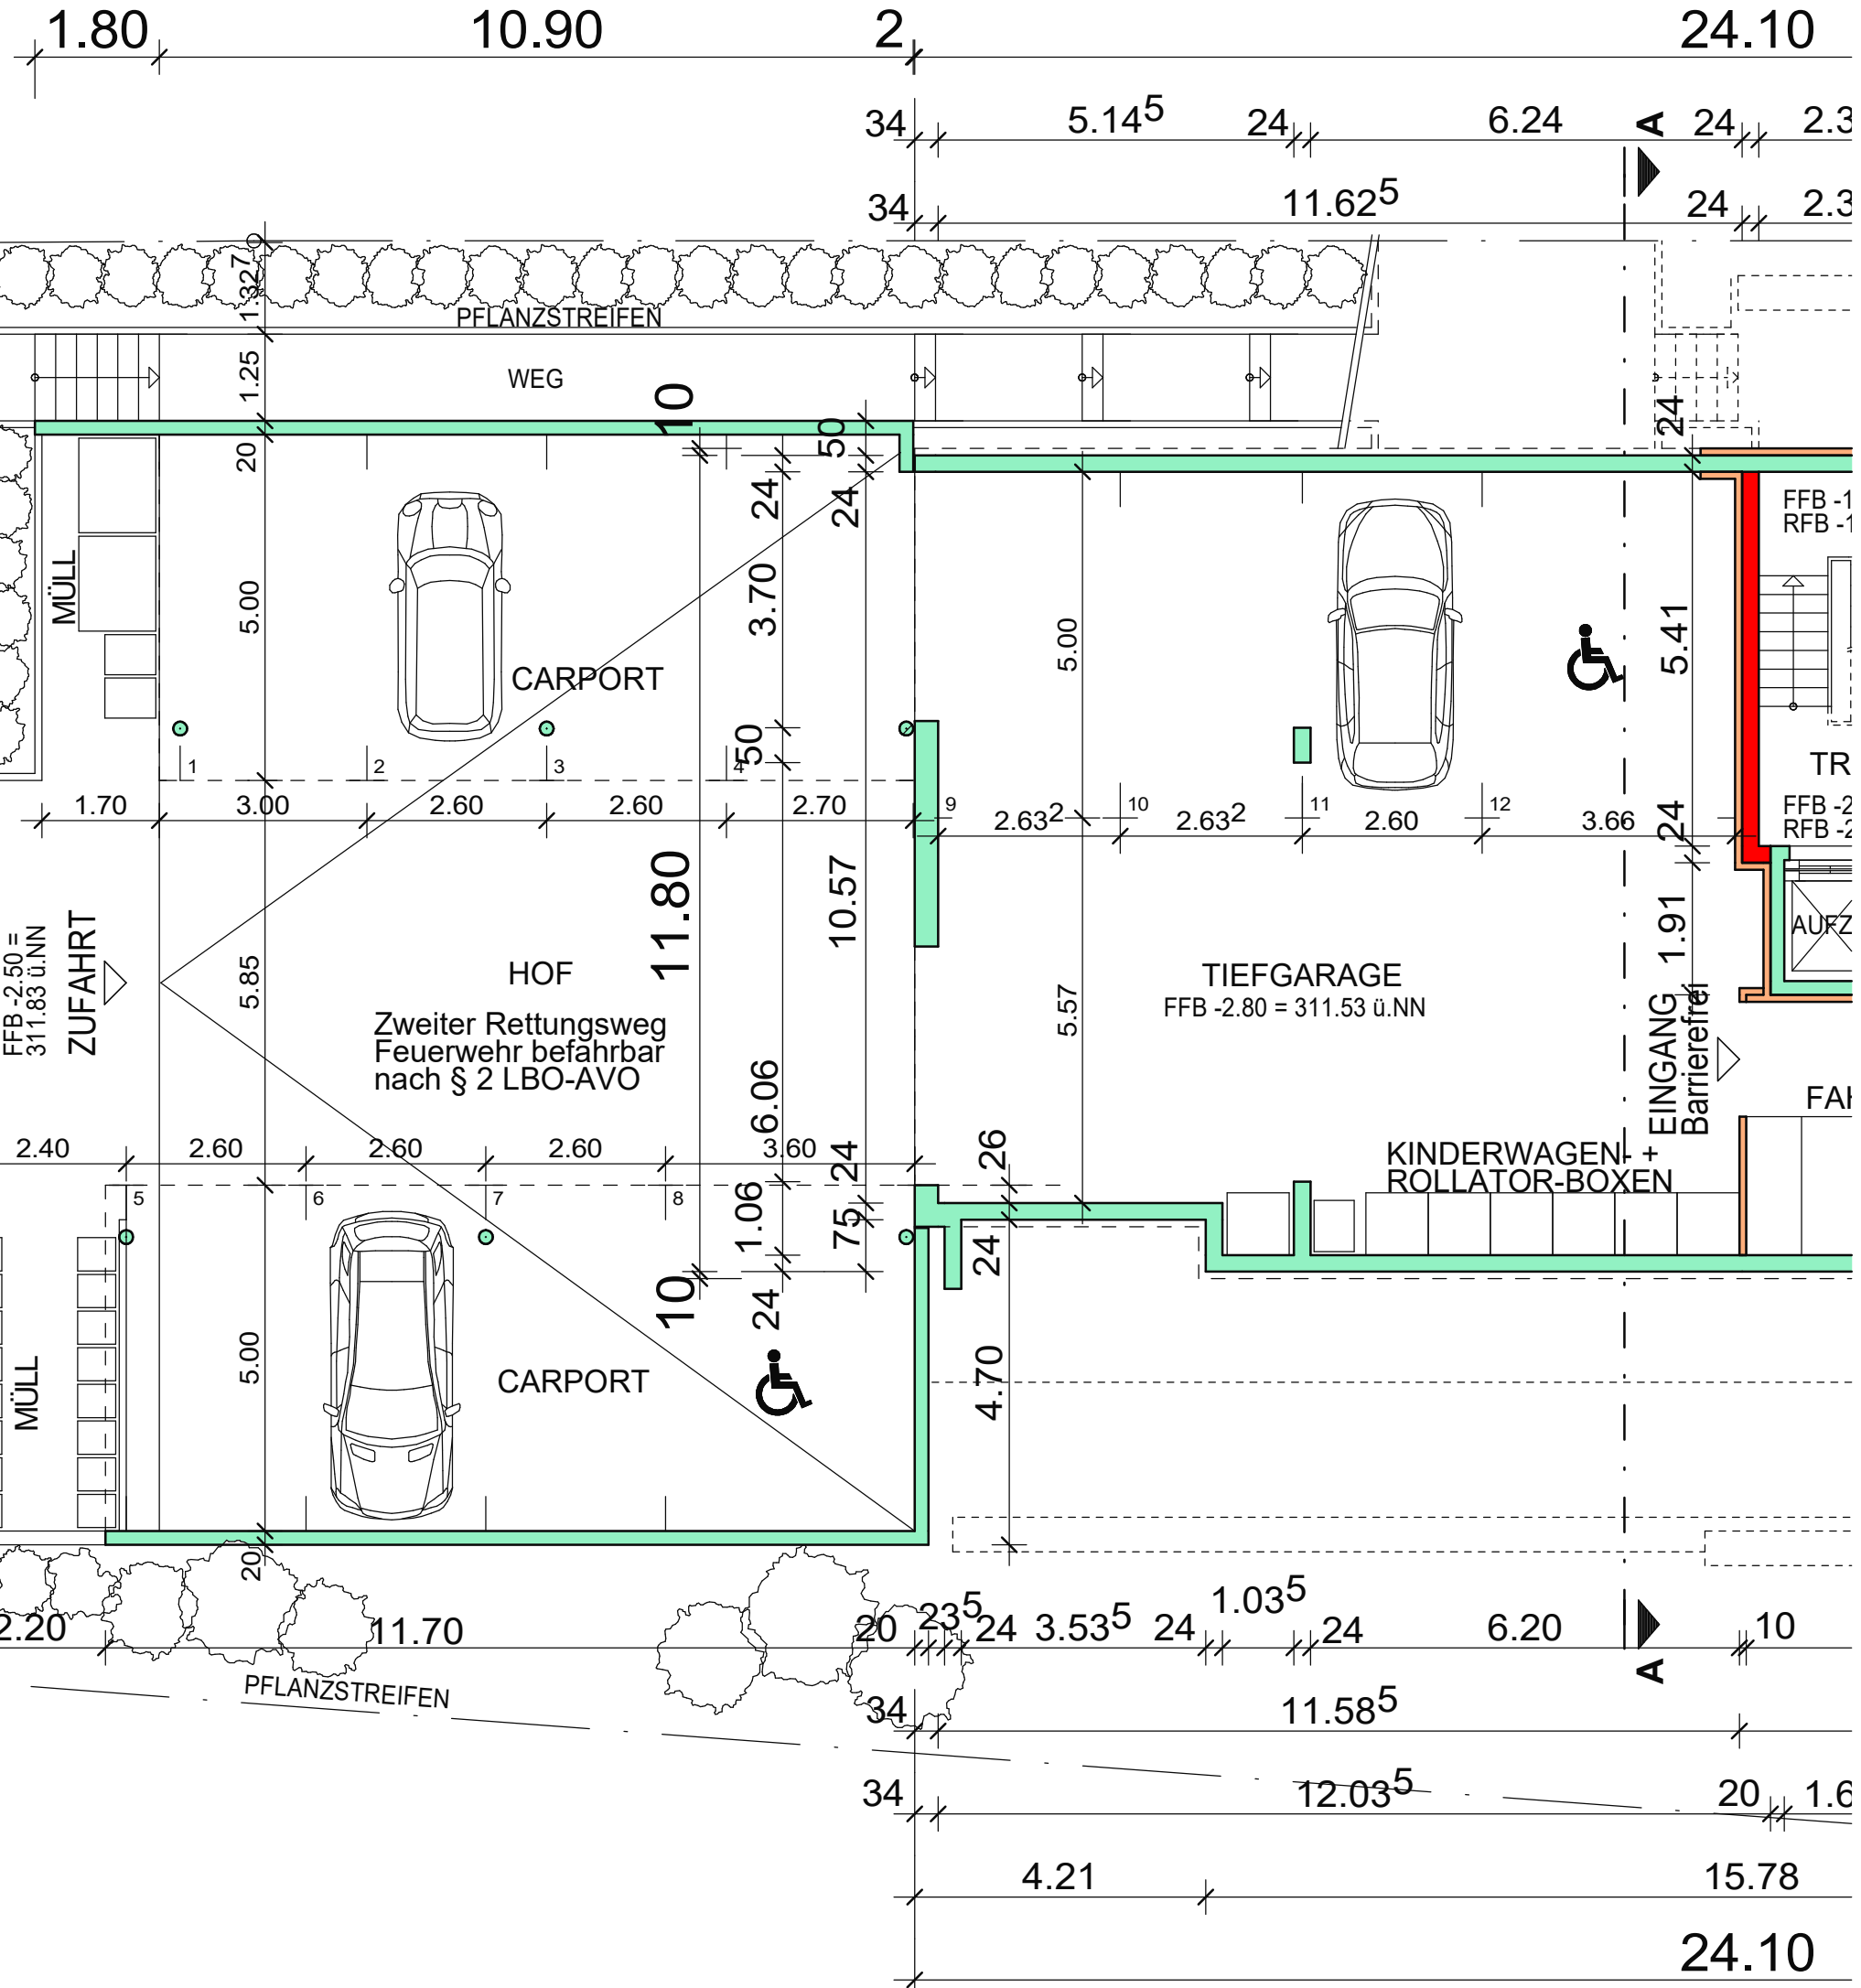 1.80 10.90 2 24.10
34 5.14⁵ 24 6.24 A 24
34 11.62⁵ 24
1.327
PFLANZSTREIFEN
1.25
WEG
10
50
24
20
24
24
FFB
RFB
MÜLL
5.00
3.70
5.00
5.41
CARPORT
50
1 2 3 4
9 10 11 12
1.70 3.00 2.60 2.60 2.70
2.63² 2.63² 2.60 3.66
24
FFB
RFB
11.80
10.57
1.91
FFB -2.50 =
311.83 ü.NN
ZUFAHRT
5.85
HOF
Zweiter Rettungsweg
Feuerwehr befahrbar
nach § 2 LBO-AVO
TIEFGARAGE
FFB -2.80 = 311.53 ü.NN
5.57
EINGANG
Barrierefrei
6.06
2.40 2.60 2.60 2.60 3.60
24
26
KINDERWAGEN- +
ROLLATOR-BOXEN
5 6 7 8
1.06
75
24
10
24
MÜLL
5.00
CARPORT
4.70
20
2.20 11.70 20 23⁵ 24 3.53⁵ 24 1.03⁵ 24 6.20 10
A
PFLANZSTREIFEN
34 11.58⁵
34 12.03⁵ 20
4.21 15.78
24.10